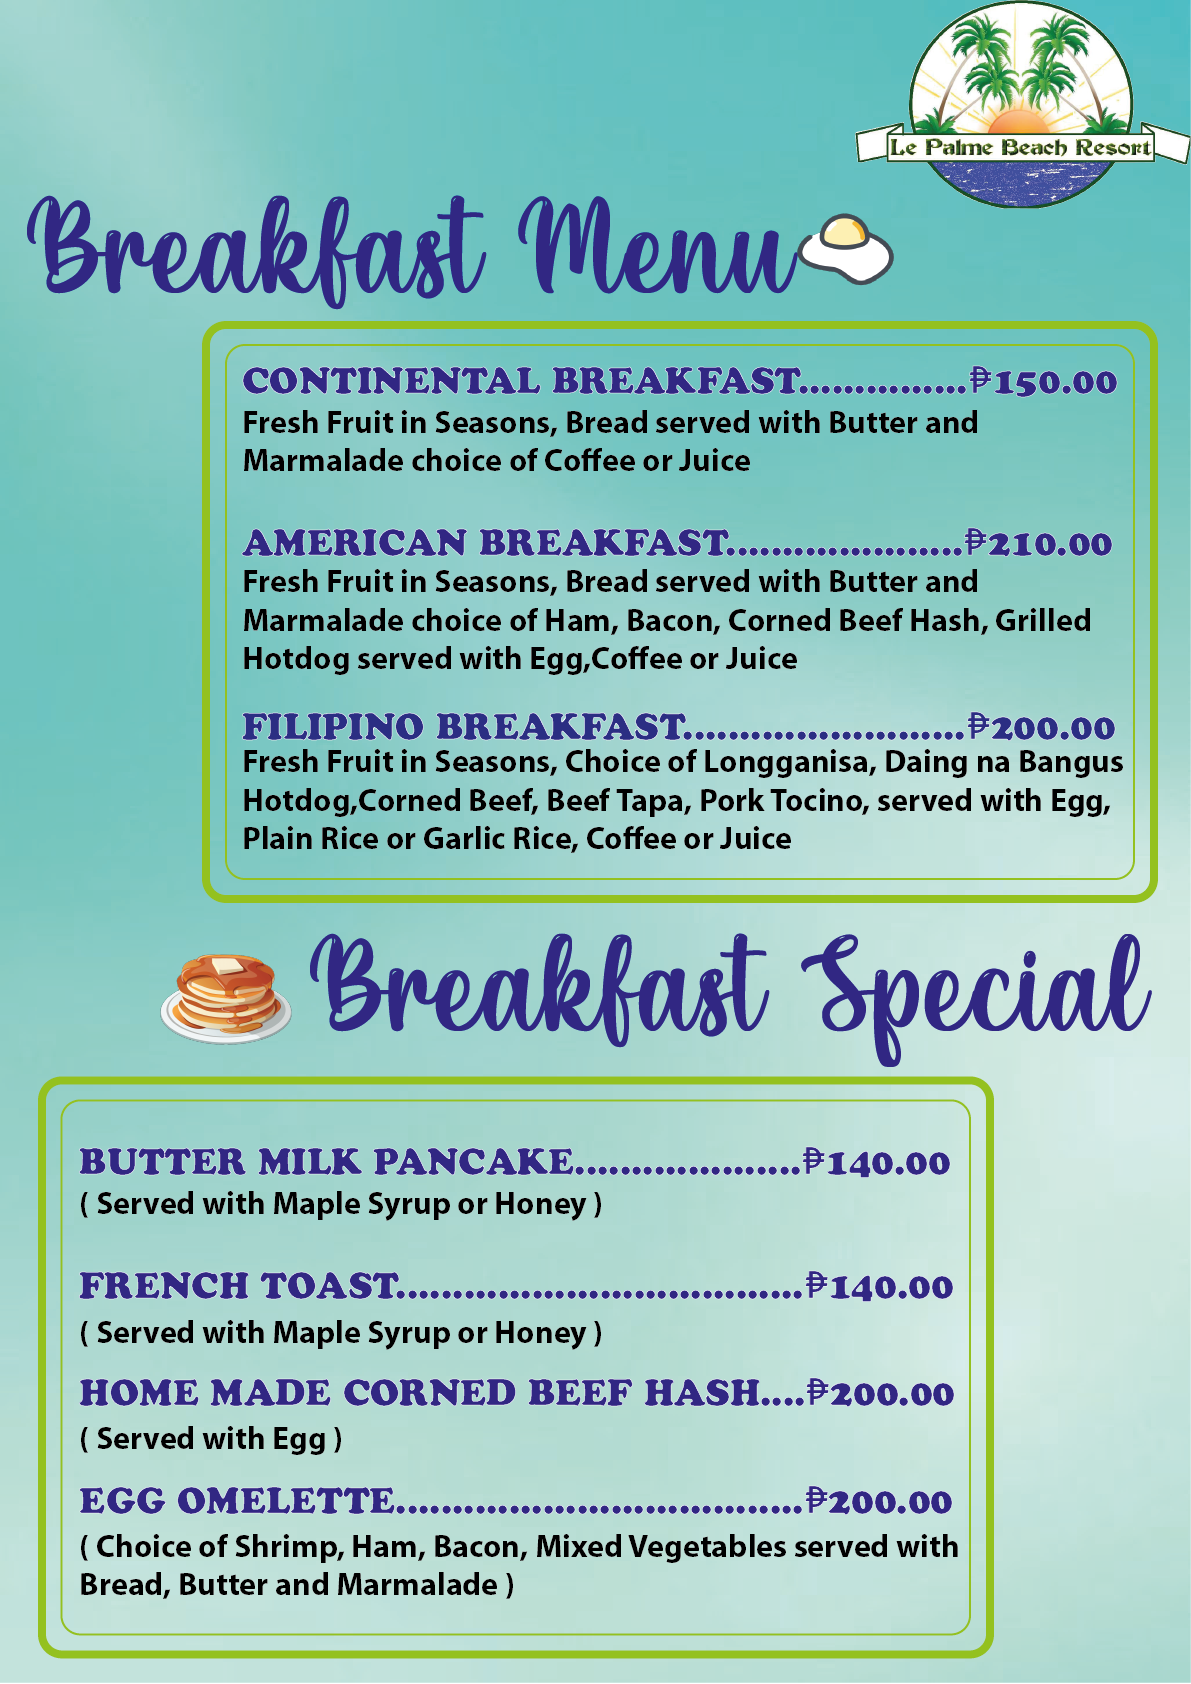 Le Palme Beach Resort
Breakfast Menu
CONTINENTAL BREAKFAST...............₱150.00
Fresh Fruit in Seasons, Bread served with Butter and
Marmalade choice of Coffee or Juice
AMERICAN BREAKFAST.....................₱210.00
Fresh Fruit in Seasons, Bread served with Butter and
Marmalade choice of Ham, Bacon, Corned Beef Hash, Grilled
Hotdog served with Egg,Coffee or Juice
FILIPINO BREAKFAST.........................₱200.00
Fresh Fruit in Seasons, Choice of Longganisa, Daing na Bangus
Hotdog,Corned Beef, Beef Tapa, Pork Tocino, served with Egg,
Plain Rice or Garlic Rice, Coffee or Juice
Breakfast Special
BUTTER MILK PANCAKE....................₱140.00
( Served with Maple Syrup or Honey )
FRENCH TOAST....................................₱140.00
( Served with Maple Syrup or Honey )
HOME MADE CORNED BEEF HASH....₱200.00
( Served with Egg )
EGG OMELETTE....................................₱200.00
( Choice of Shrimp, Ham, Bacon, Mixed Vegetables served with
Bread, Butter and Marmalade )